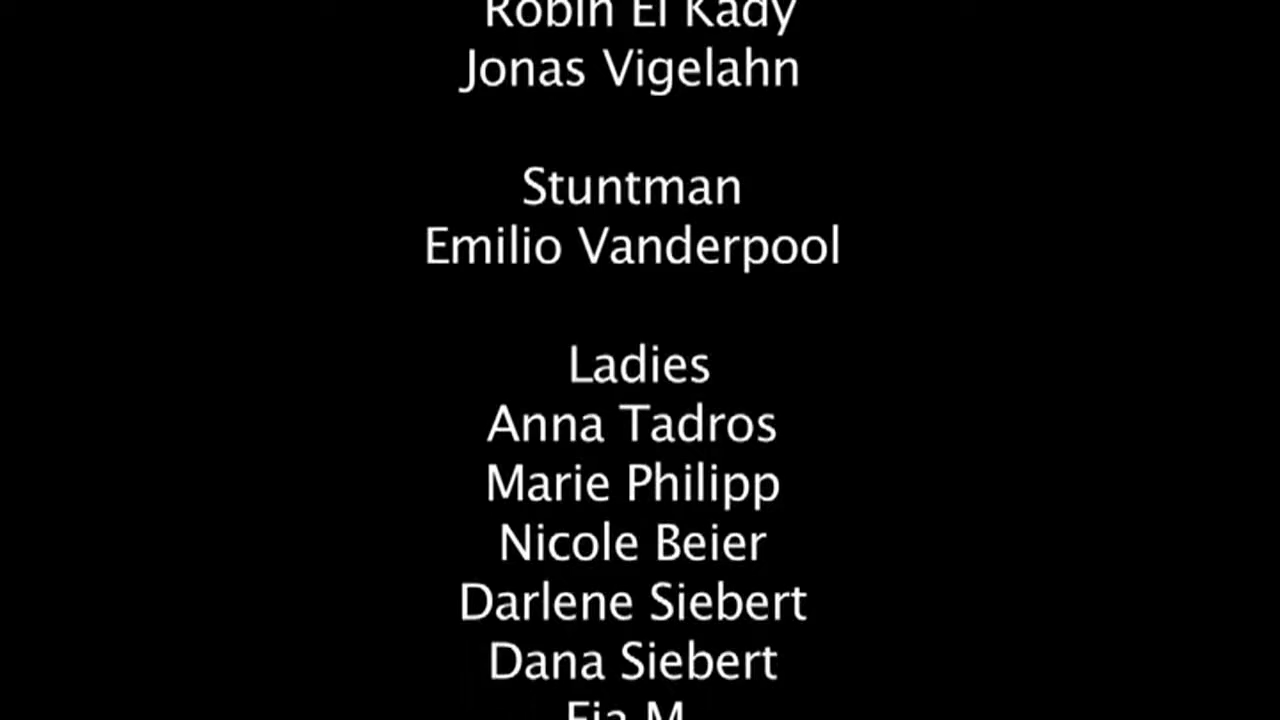 Robin El Kady
Jonas Vigelahn
Stuntman
Emilio Vanderpool
Ladies
Anna Tadros
Marie Philipp
Nicole Beier
Darlene Siebert
Dana Siebert